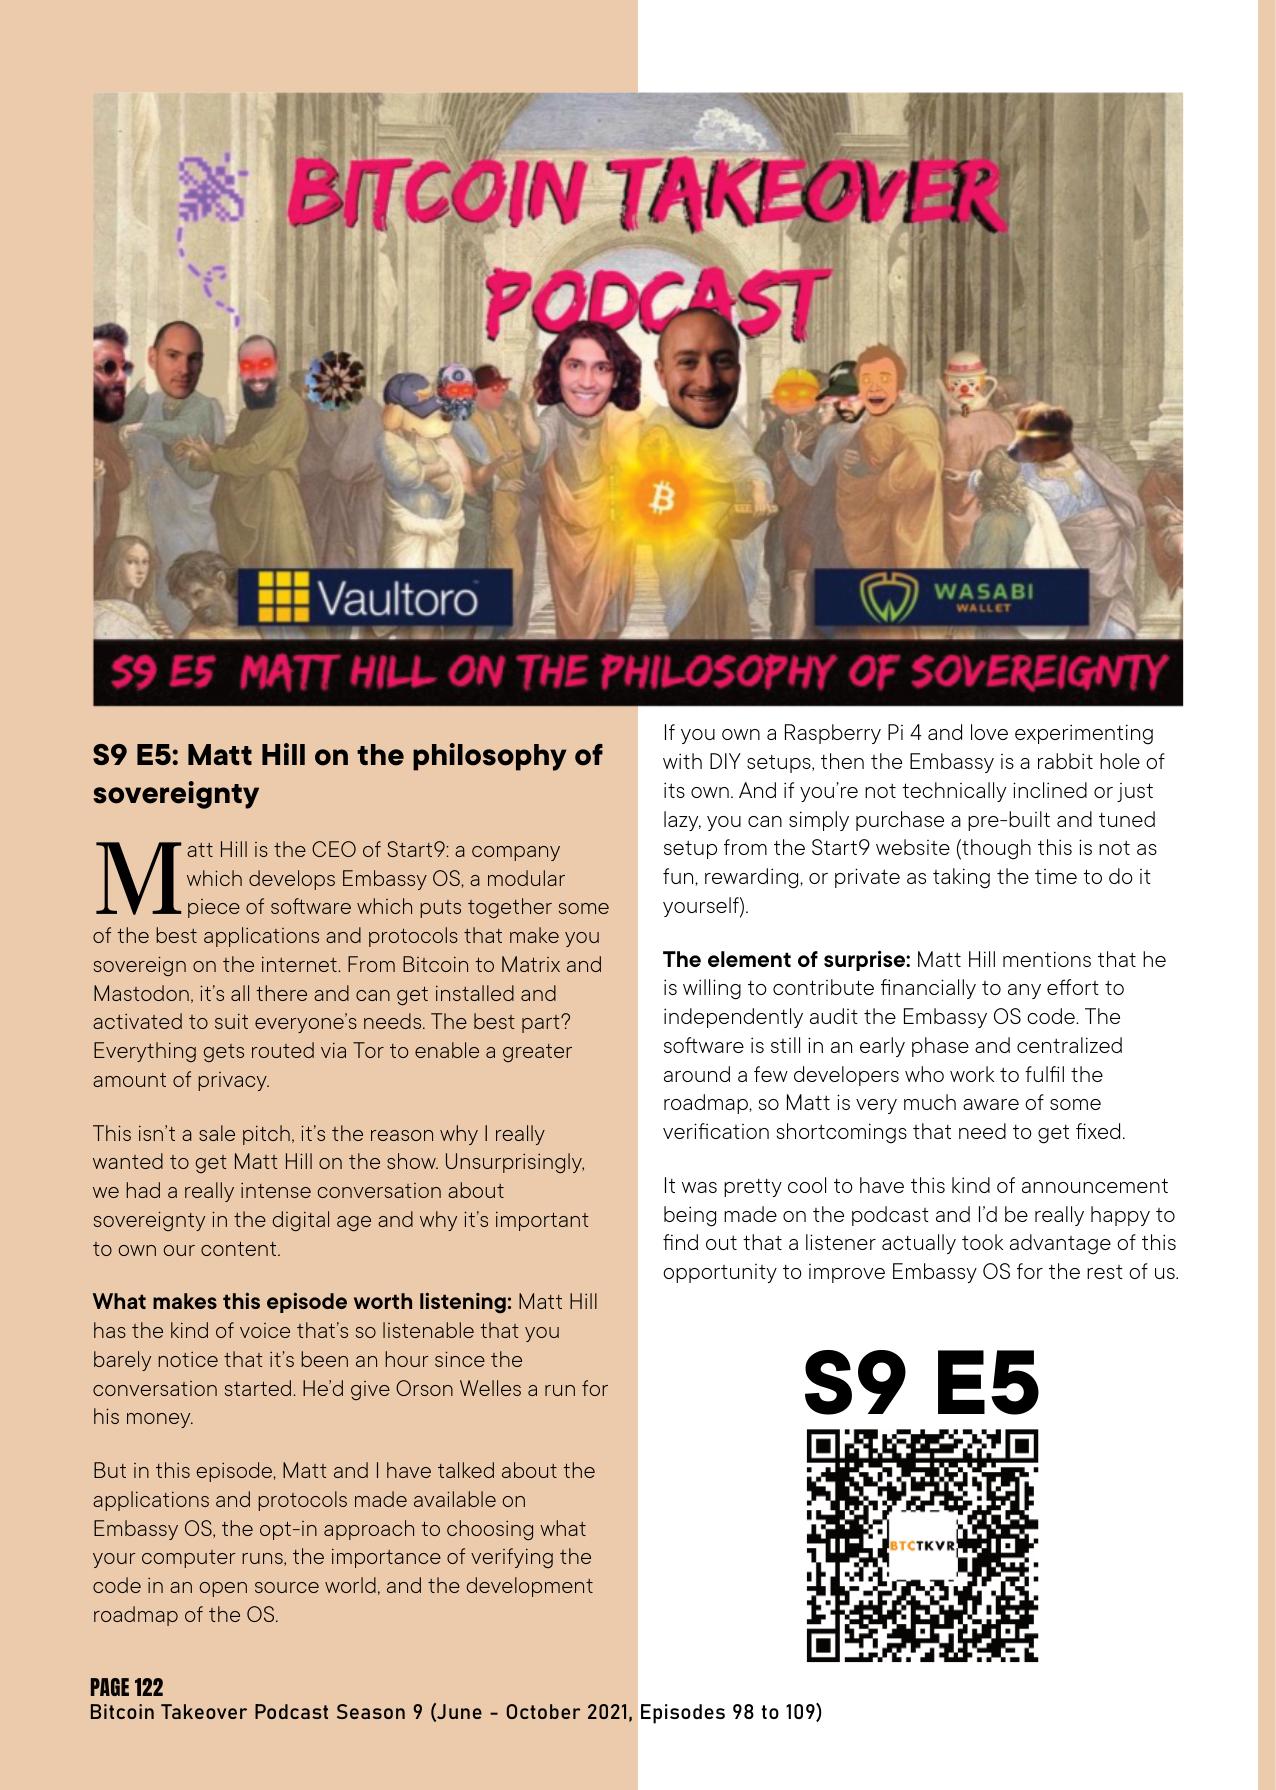 BITCOIN TAKEOVER
PODCAST
Vaultoro
WASABI
WALLET
S9 E5 MATT HILL ON THE PHILOSOPHY OF SOVEREIGNTY
S9 E5: Matt Hill on the philosophy of
sovereignty
Matt Hill is the CEO of Start9: a company
which develops Embassy OS, a modular
piece of software which puts together some
of the best applications and protocols that make you
sovereign on the internet. From Bitcoin to Matrix and
Mastodon, it’s all there and can get installed and
activated to suit everyone’s needs. The best part?
Everything gets routed via Tor to enable a greater
amount of privacy.
This isn’t a sale pitch, it’s the reason why I really
wanted to get Matt Hill on the show. Unsurprisingly,
we had a really intense conversation about
sovereignty in the digital age and why it’s important
to own our content.
What makes this episode worth listening: Matt Hill
has the kind of voice that’s so listenable that you
barely notice that it’s been an hour since the
conversation started. He’d give Orson Welles a run for
his money.
But in this episode, Matt and I have talked about the
applications and protocols made available on
Embassy OS, the opt-in approach to choosing what
your computer runs, the importance of verifying the
code in an open source world, and the development
roadmap of the OS.
If you own a Raspberry Pi 4 and love experimenting
with DIY setups, then the Embassy is a rabbit hole of
its own. And if you’re not technically inclined or just
lazy, you can simply purchase a pre-built and tuned
setup from the Start9 website (though this is not as
fun, rewarding, or private as taking the time to do it
yourself).
The element of surprise: Matt Hill mentions that he
is willing to contribute financially to any effort to
independently audit the Embassy OS code. The
software is still in an early phase and centralized
around a few developers who work to fulfil the
roadmap, so Matt is very much aware of some
verification shortcomings that need to get fixed.
It was pretty cool to have this kind of announcement
being made on the podcast and I’d be really happy to
find out that a listener actually took advantage of this
opportunity to improve Embassy OS for the rest of us.
S9 E5
BTCTKVR
PAGE 122
Bitcoin Takeover Podcast Season 9 (June - October 2021, Episodes 98 to 109)